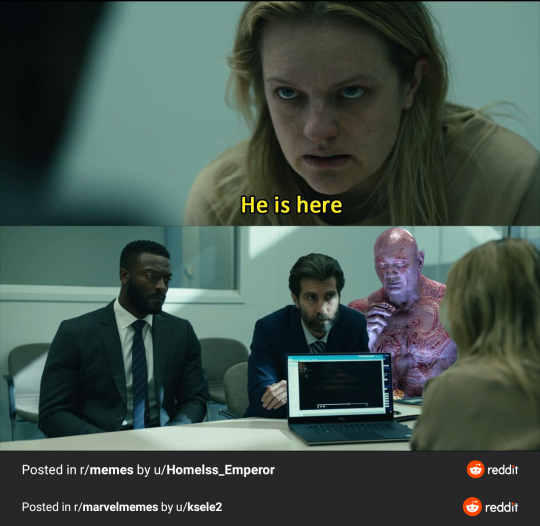 He is here
Posted in r/memes by u/Homelss_Emperor
reddit
Posted in r/marvelmemes by u/ksele2
reddit